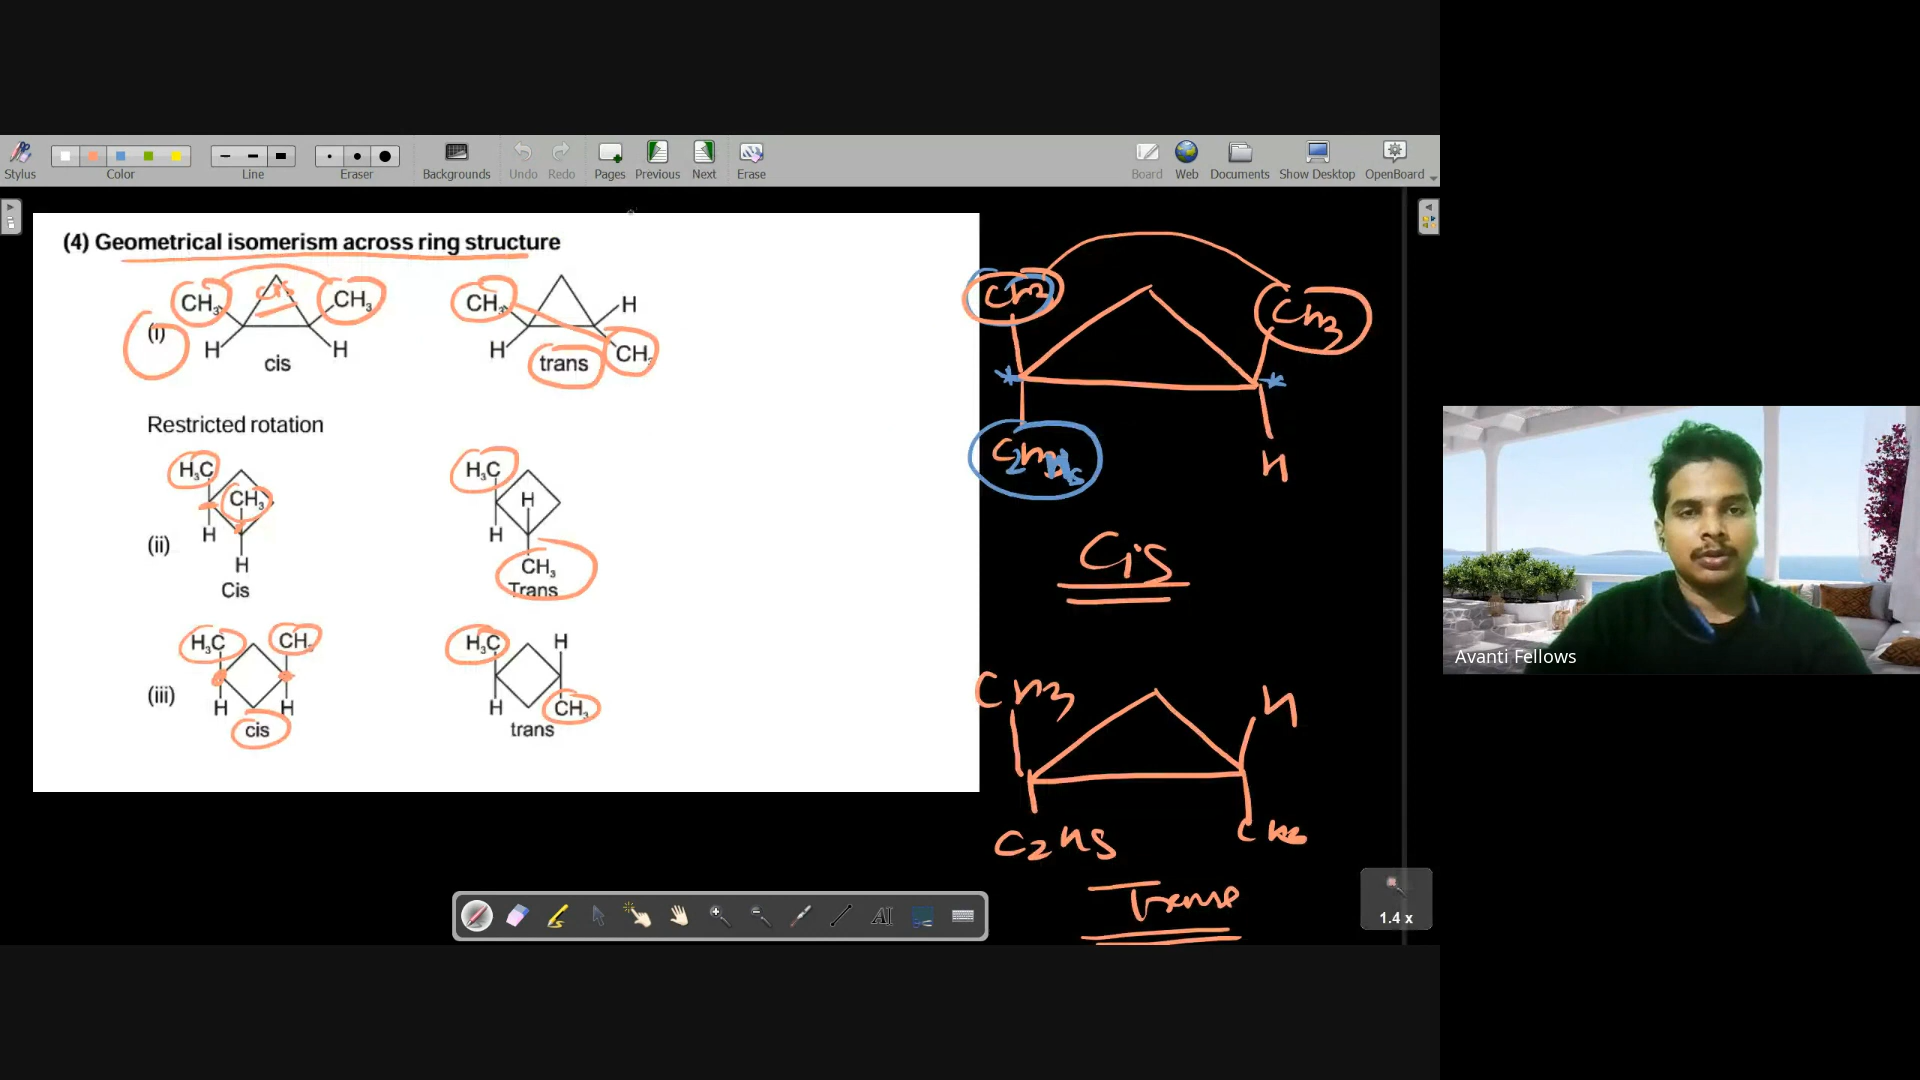 Stylus
Color
Line
Eraser
Backgrounds
Undo
Redo
Pages
Previous
Next
Erase
Board
Web
Documents
Show Desktop
OpenBoard
(4) Geometrical isomerism across ring structure
CH₃ cis CH₃ CH₃ H
(i)
H H H CH₃
cis trans
Restricted rotation
H₃C H₃C
CH₃ H
H H
(ii)
H CH₃
Cis Trans
H₃C CH₃ H₃C H
(iii)
H H H CH₃
cis trans
CH3 CH3
H
Cis
CH3 H
C2H5
Trans
1.4 x
Avanti Fellows